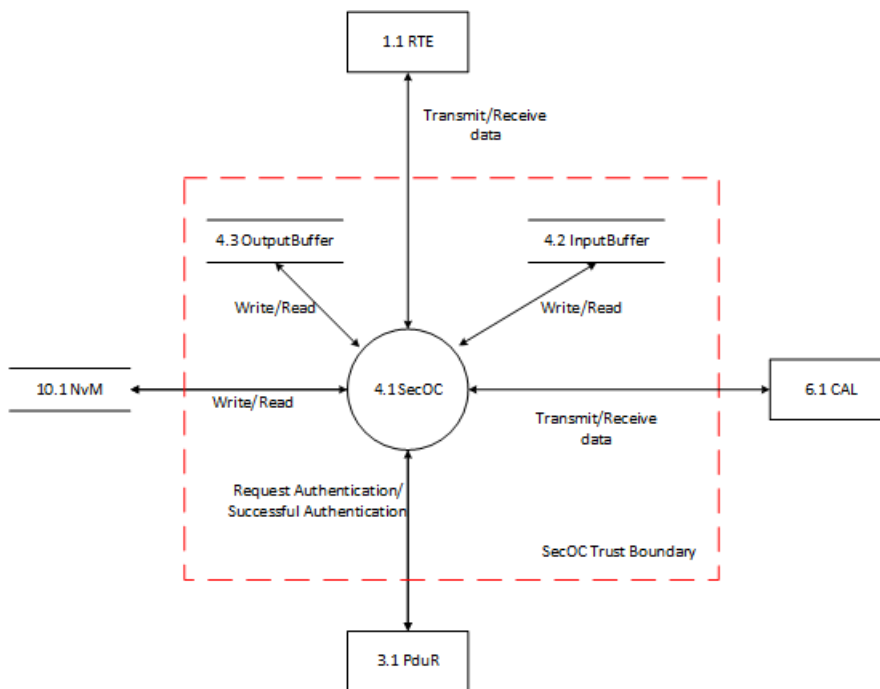 1.1 RTE
Transmit/Receive
data
4.3 OutputBuffer
4.2 InputBuffer
Write/Read
Write/Read
10.1 NvM
4.1 SecOC
6.1 CAL
Write/Read
Transmit/Receive
data
Request Authentication/
Successful Authentication
SecOC Trust Boundary
3.1 PduR